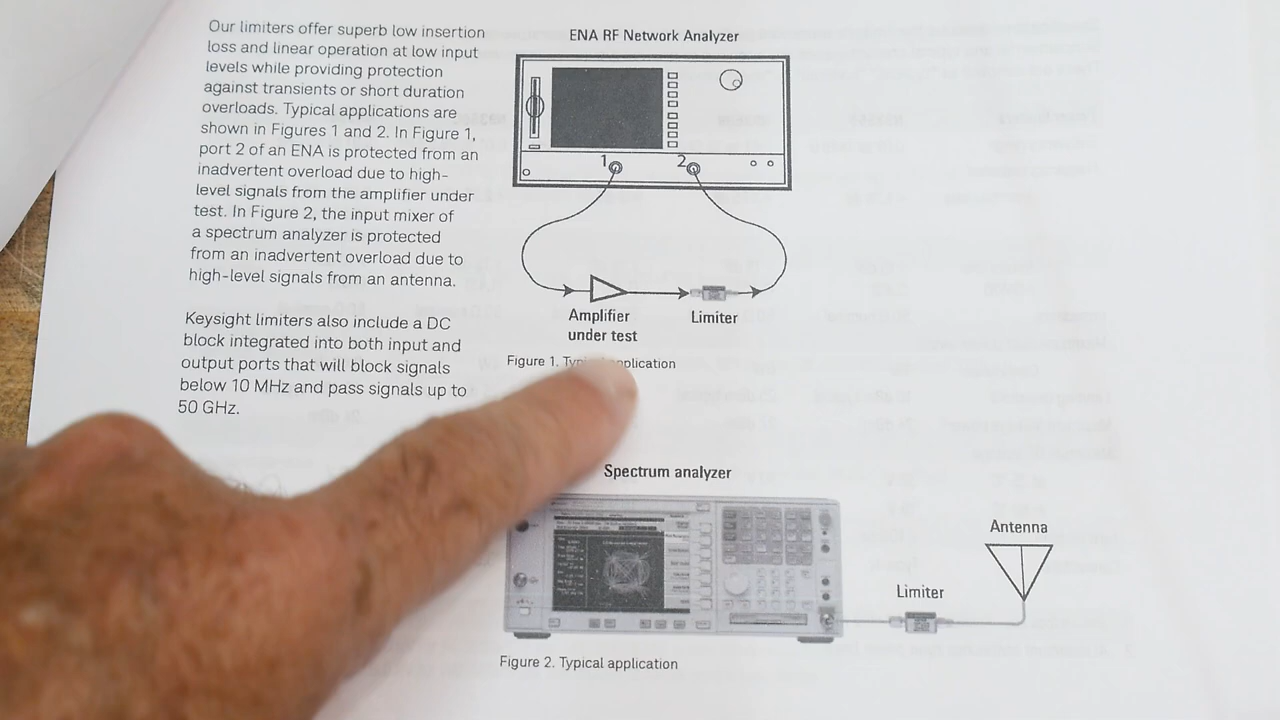 Our limiters offer superb low insertion
loss and linear operation at low input
levels while providing protection
against transients or short duration
overloads. Typical applications are
shown in Figures 1 and 2. In Figure 1,
port 2 of an ENA is protected from an
inadvertent overload due to high-
level signals from the amplifier under
test. In Figure 2, the input mixer of
a spectrum analyzer is protected
from an inadvertent overload due to
high-level signals from an antenna.
Keysight limiters also include a DC
block integrated into both input and
output ports that will block signals
below 10 MHz and pass signals up to
50 GHz.
ENA RF Network Analyzer
1
2
Amplifier
under test
Limiter
Figure 1. Typical application
Spectrum analyzer
Antenna
Limiter
Figure 2. Typical application